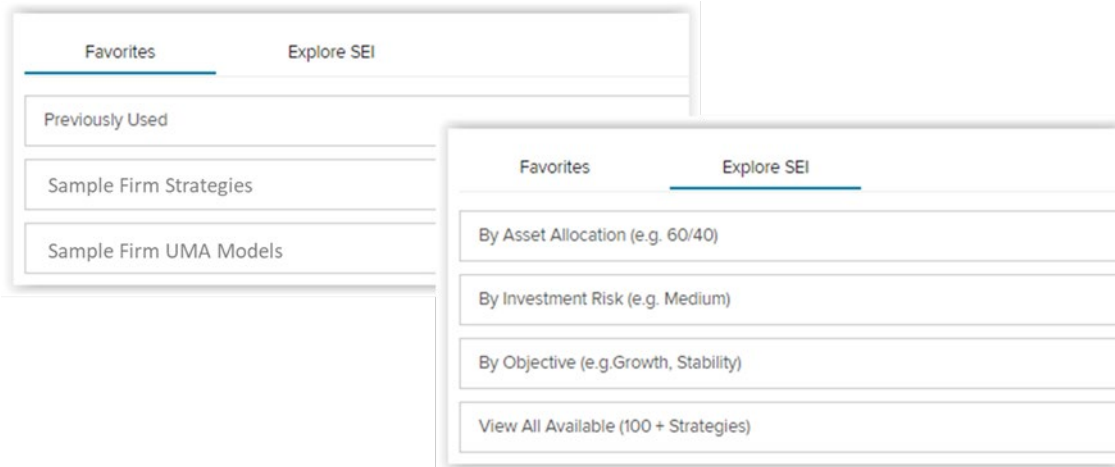 Favorites Explore SEI
Previously Used
Sample Firm Strategies
Sample Firm UMA Models
Favorites Explore SEI
By Asset Allocation (e.g. 60/40)
By Investment Risk (e.g. Medium)
By Objective (e.g.Growth, Stability)
View All Available (100 + Strategies)